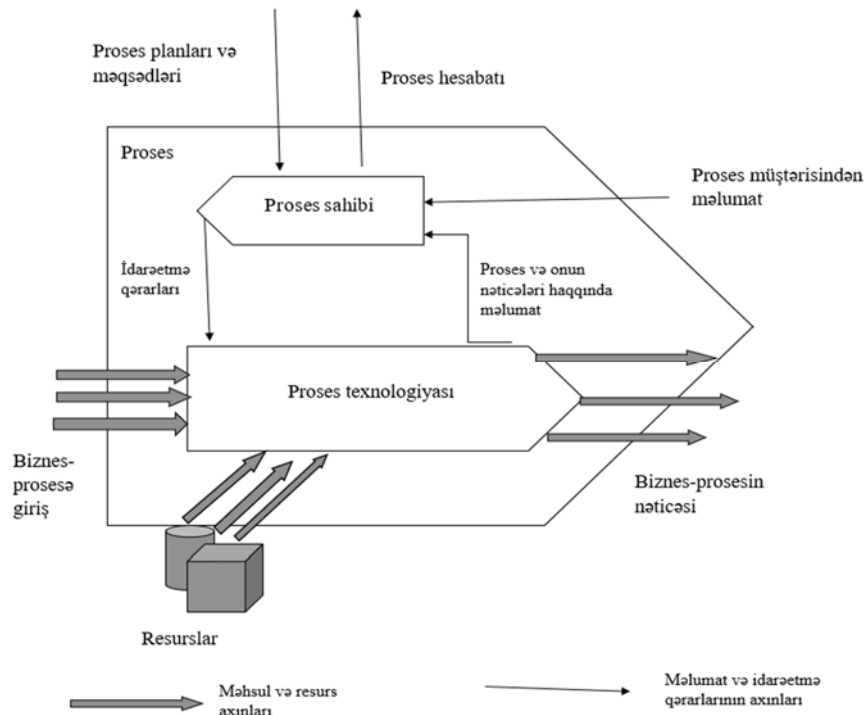 Proses planları və
məqsədləri
Proses hesabatı
Proses
Proses sahibi
Proses müştərisindən
məlumat
İdarəetmə
qərarları
Proses və onun
nəticələri haqqında
məlumat
Proses texnologiyası
Biznes-
prosesə
giriş
Biznes-prosesin
nəticəsi
Resurslar
Məhsul və resurs
axınları
Məlumat və idarəetmə
qərarlarının axınları